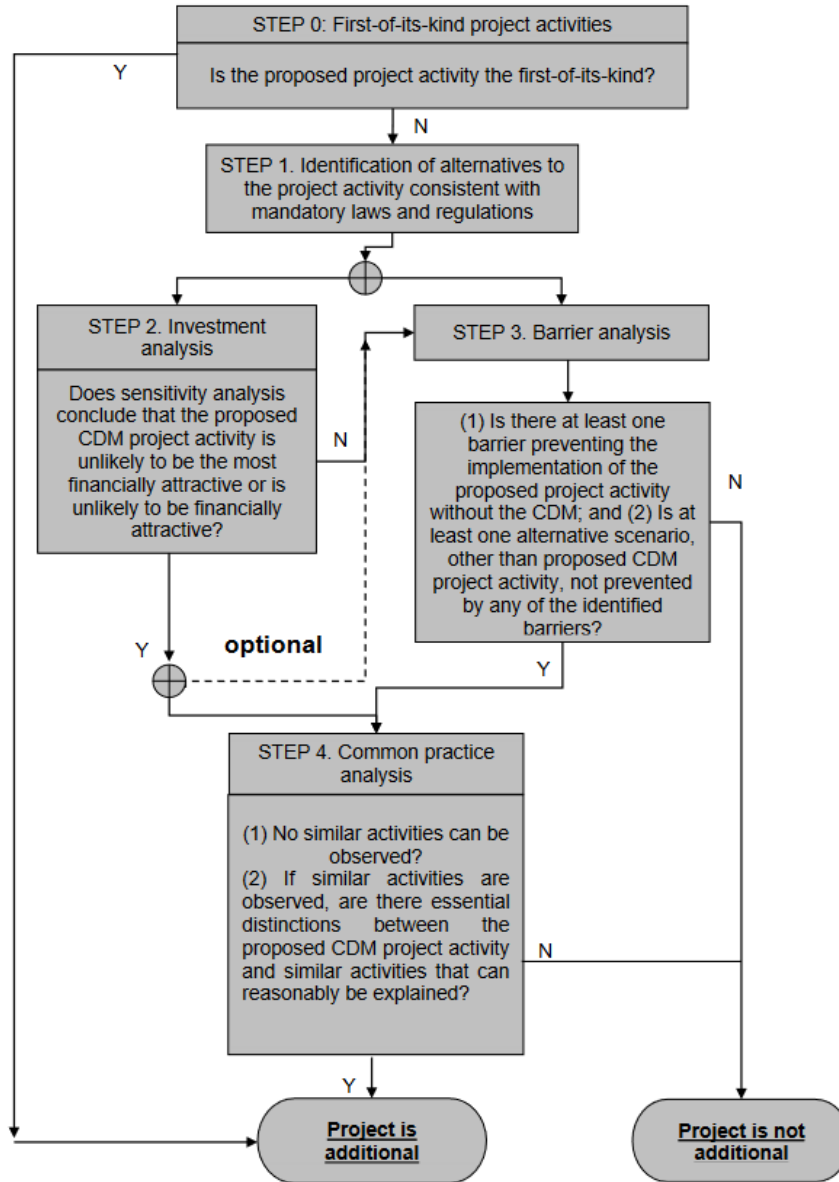 STEP 0: First-of-its-kind project activities
Is the proposed project activity the first-of-its-kind?
Y
N
STEP 1. Identification of alternatives to
the project activity consistent with
mandatory laws and regulations
STEP 2. Investment
analysis
Does sensitivity analysis
conclude that the proposed
CDM project activity is
unlikely to be the most
financially attractive or is
unlikely to be financially
attractive?
N
Y
optional
STEP 3. Barrier analysis
(1) Is there at least one
barrier preventing the
implementation of the
proposed project activity
without the CDM; and (2) Is at
least one alternative scenario,
other than proposed CDM
project activity, not prevented
by any of the identified
barriers?
N
Y
STEP 4. Common practice
analysis
(1) No similar activities can be
observed?
(2) If similar activities are
observed, are there essential
distinctions between the
proposed CDM project activity
and similar activities that can
reasonably be explained?
N
Y
Project is
additional
Project is not
additional